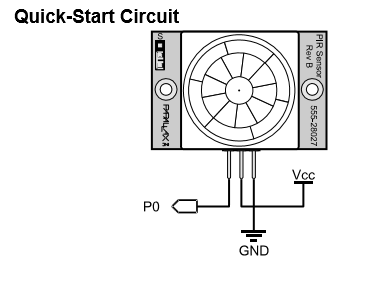 Quick-Start Circuit
S
PIR Sensor
Rev B
PARALLAX
555-28027
P0
Vcc
GND